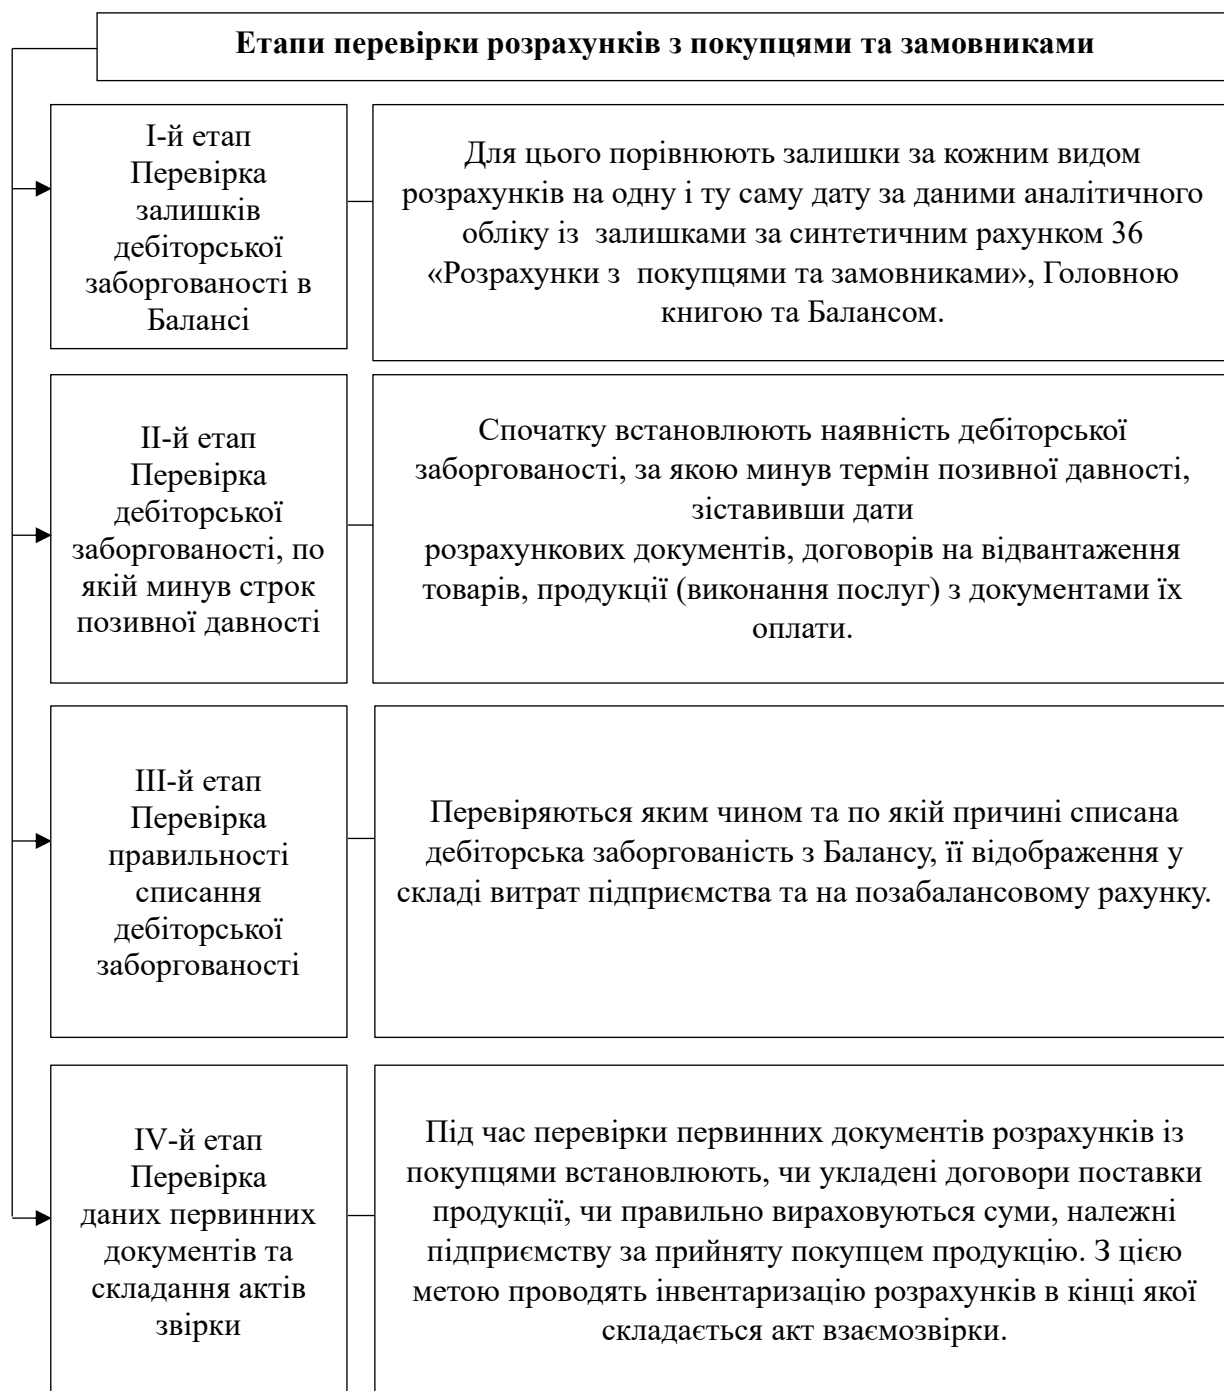 Етапи перевірки розрахунків з покупцями та замовниками
І-й етап
Перевірка
залишків
дебіторської
заборгованості в
Балансі
Для цього порівнюють залишки за кожним видом
розрахунків на одну і ту саму дату за даними аналітичного
обліку із залишками за синтетичним рахунком 36
«Розрахунки з покупцями та замовниками», Головною
книгою та Балансом.
ІІ-й етап
Перевірка
дебіторської
заборгованості, по
якій минув строк
позивної давності
Спочатку встановлюють наявність дебіторської
заборгованості, за якою минув термін позивної давності,
зіставивши дати
розрахункових документів, договорів на відвантаження
товарів, продукції (виконання послуг) з документами їх
оплати.
ІІІ-й етап
Перевірка
правильності
списання
дебіторської
заборгованості
Перевіряються яким чином та по якій причині списана
дебіторська заборгованість з Балансу, її відображення у
складі витрат підприємства та на позабалансовому рахунку.
IV-й етап
Перевірка
даних первинних
документів та
складання актів
звірки
Під час перевірки первинних документів розрахунків із
покупцями встановлюють, чи укладені договори поставки
продукції, чи правильно вираховуються суми, належні
підприємству за прийняту покупцем продукцію. З цією
метою проводять інвентаризацію розрахунків в кінці якої
складається акт взаємозвірки.